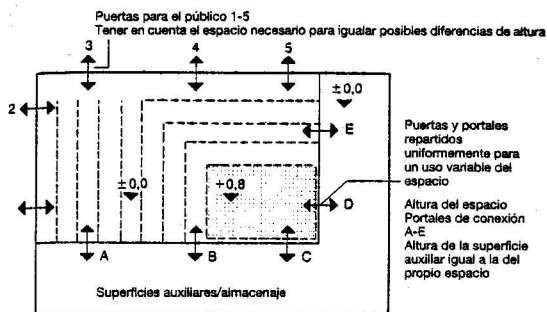 Puertas para el público 1-5
Tener en cuenta el espacio necesario para igualar posibles diferencias de altura
3
4
5
±0,0
2
E
Puertas y portales
repartidos
uniformemente para
un uso variable del
espacio
±0,0
+0,8
D
Altura del espacio
Portales de conexión
A-E
Altura de la superficie
auxiliar igual a la del
propio espacio
A
B
C
Superficies auxiliares/almacenaje